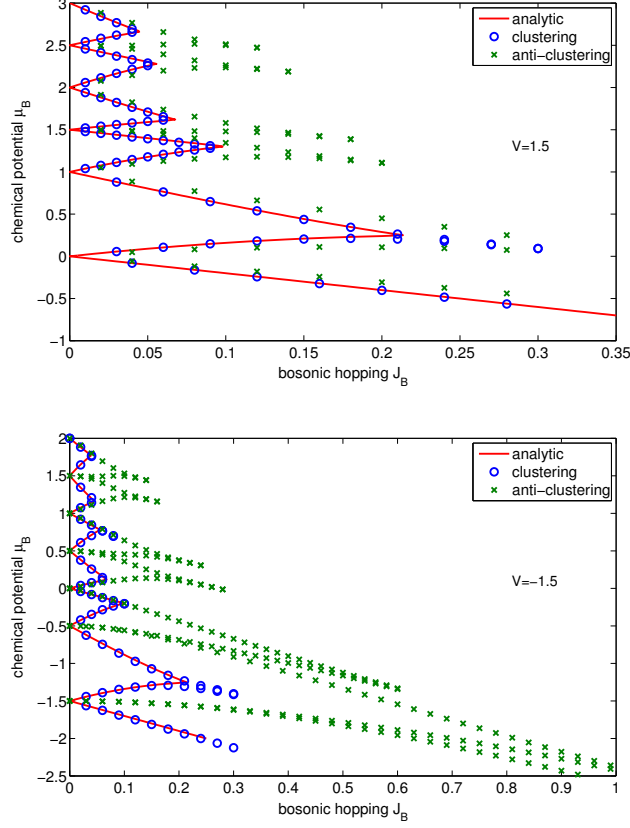 3
2.5
2
1.5
1
0.5
0
−0.5
−1
chemical potential μ_B
analytic
clustering
anti−clustering
V=1.5
0 0.05 0.1 0.15 0.2 0.25 0.3 0.35
bosonic hopping J_B
2
1.5
1
0.5
0
−0.5
−1
−1.5
−2
−2.5
chemical potential μ_B
analytic
clustering
anti−clustering
V=−1.5
0 0.1 0.2 0.3 0.4 0.5 0.6 0.7 0.8 0.9 1
bosonic hopping J_B